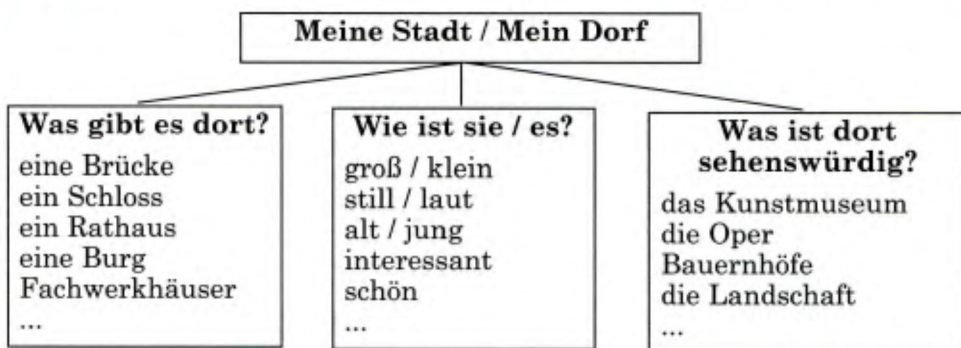 Meine Stadt / Mein Dorf
Was gibt es dort?
eine Brücke
ein Schloss
ein Rathaus
eine Burg
Fachwerkhäuser
...
Wie ist sie / es?
groß / klein
still / laut
alt / jung
interessant
schön
...
Was ist dort
sehenswürdig?
das Kunstmuseum
die Oper
Bauernhöfe
die Landschaft
...